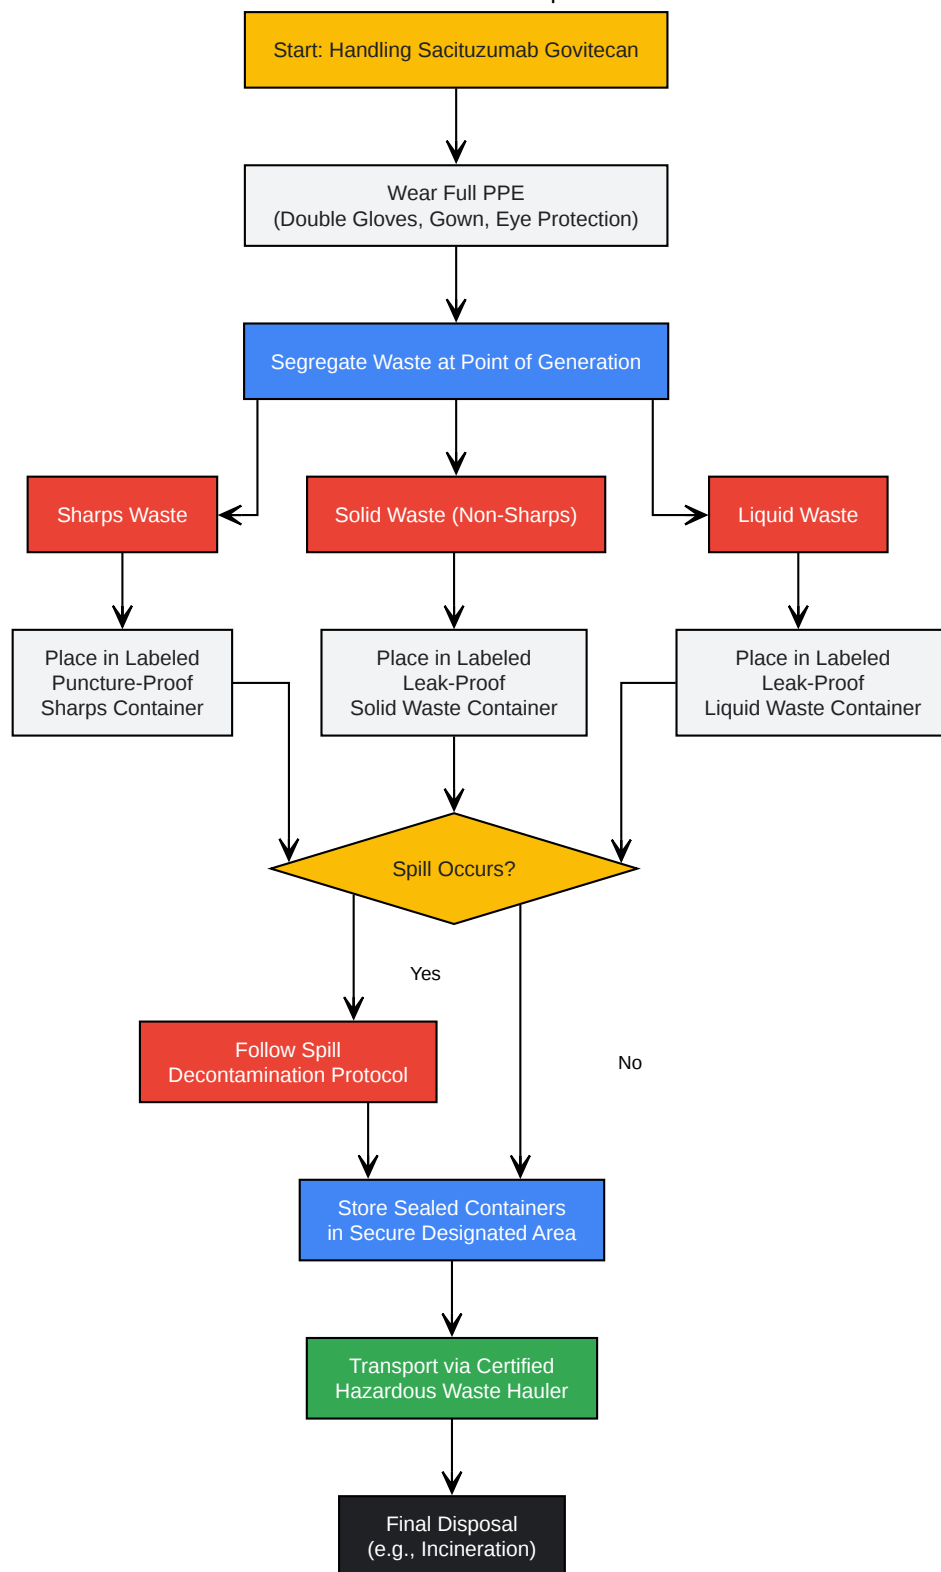 Start: Handling Sacituzumab Govitecan
Wear Full PPE
(Double Gloves, Gown, Eye Protection)
Segregate Waste at Point of Generation
Sharps Waste
Solid Waste (Non-Sharps)
Liquid Waste
Place in Labeled
Puncture-Proof
Sharps Container
Place in Labeled
Leak-Proof
Solid Waste Container
Place in Labeled
Leak-Proof
Liquid Waste Container
Spill Occurs?
Yes
No
Follow Spill
Decontamination Protocol
Store Sealed Containers
in Secure Designated Area
Transport via Certified
Hazardous Waste Hauler
Final Disposal
(e.g., Incineration)